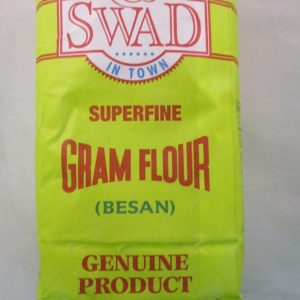 SWAD
IN TOWN
SUPERFINE
GRAM FLOUR
(BESAN)
GENUINE
PRODUCT